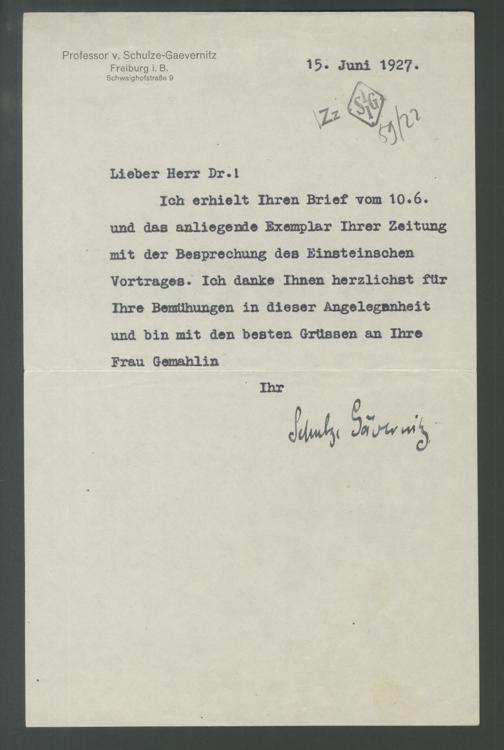 Professor v. Schulze-Gaevernitz
Freiburg i. B.
Schwaighofstraße 9
15. Juni 1927.
Zz
59/22
Lieber Herr Dr.!
Ich erhielt Ihren Brief vom 10.6.
und das anliegende Exemplar Ihrer Zeitung
mit der Besprechung des Einsteinschen
Vortrages. Ich danke Ihnen herzlichst für
Ihre Bemühungen in dieser Angelegenheit
und bin mit den besten Grüssen an Ihre
Frau Gemahlin
Ihr
Schulze Gävernitz